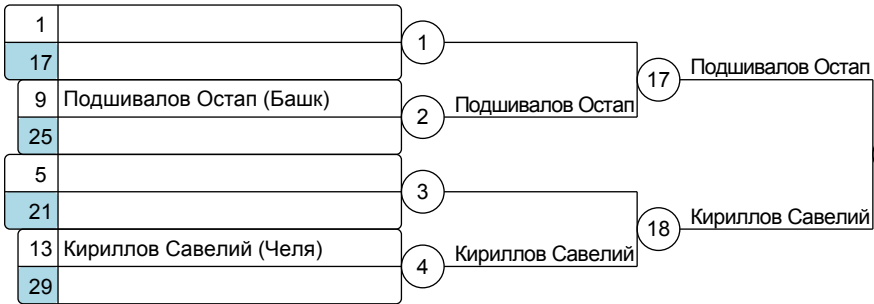 1
17
1
9 Подшивалов Остап (Башк)
25
2
Подшивалов Остап
17
Подшивалов Остап
5
21
3
13 Кириллов Савелий (Челя)
29
4
Кириллов Савелий
18
Кириллов Савелий